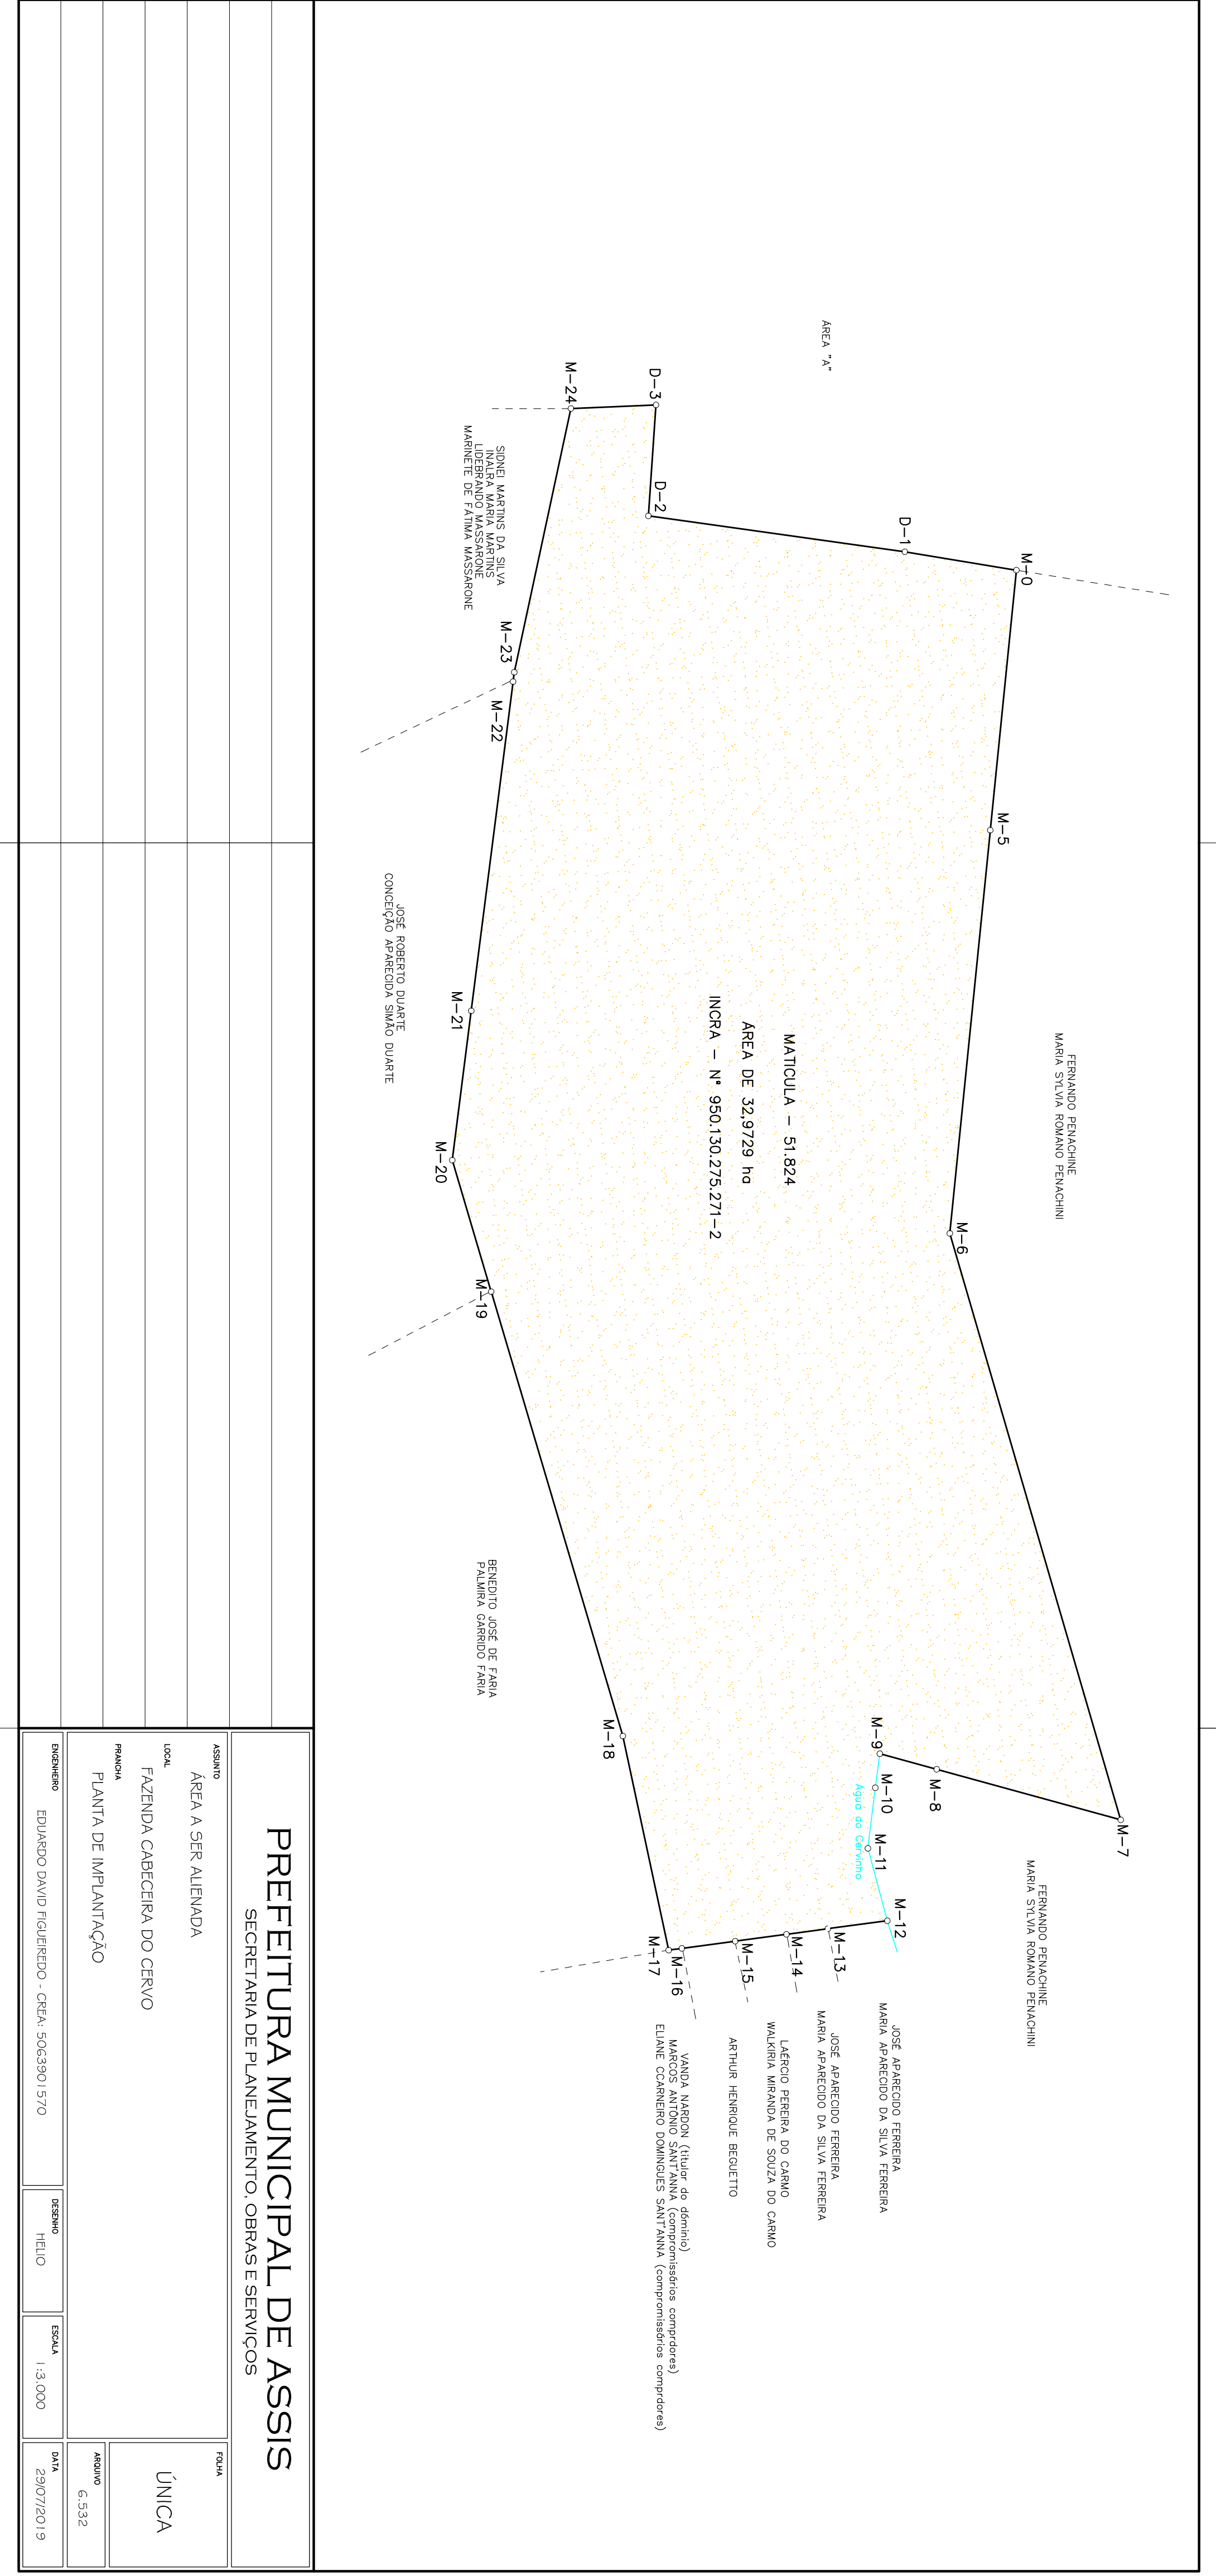 ÁREA "A"
M-0
D-1
D-2
D-3
M-24
M-5
M-6
M-7
M-8
M-9
M-10
M-11
M-12
M-13
M-14
M-15
M-16
M-17
M-18
M-19
M-20
M-21
M-22
M-23
FERNANDO PENACHINE
MARIA SYLVIA ROMANO PENACHINI
FERNANDO PENACHINE
MARIA SYLVIA ROMANO PENACHINI
MATICULA - 51.824
ÁREA DE 32,9729 ha
INCRA - N° 950.130.275.271-2
Água do Cervinho
JOSÉ APARECIDO FERREIRA
MARIA APARECIDO DA SILVA FERREIRA
JOSÉ APARECIDO FERREIRA
MARIA APARECIDO DA SILVA FERREIRA
LAÉRCIO PEREIRA DO CARMO
WALKIRIA MIRANDA DE SOUZA DO CARMO
ARTHUR HENRIQUE BEGUETTO
VANDA NARDON (titular do dôminio)
MARCOS ANTÔNIO SANT'ANNA (compromissórios comprdores)
ELIANE CCARNEIRO DOMINGUES SANT'ANNA (compromissórios comprdores)
SIDNEI MARTINS DA SILVA
INALRA MARIA MARTINS
LIDEBRANDO MASSARONE
MARINETE DE FÁTIMA MASSARONE
JOSÉ ROBERTO DUARTE
CONCEIÇÃO APARECIDA SIMÃO DUARTE
BENEDITO JOSÉ DE FARIA
PALMIRA GARRIDO FARIA
PREFEITURA MUNICIPAL DE ASSIS
SECRETARIA DE PLANEJAMENTO, OBRAS E SERVIÇOS
ASSUNTO
ÁREA A SER ALIENADA
LOCAL
FAZENDA CABECEIRA DO CERVO
PRANCHA
PLANTA DE IMPLANTAÇÃO
FOLHA
ÚNICA
ARQUIVO
6.532
ENGENHEIRO
EDUARDO DAVID FIGUEIREDO - CREA: 5063901570
DESENHO
HELIO
ESCALA
1:3.000
DATA
29/07/2019